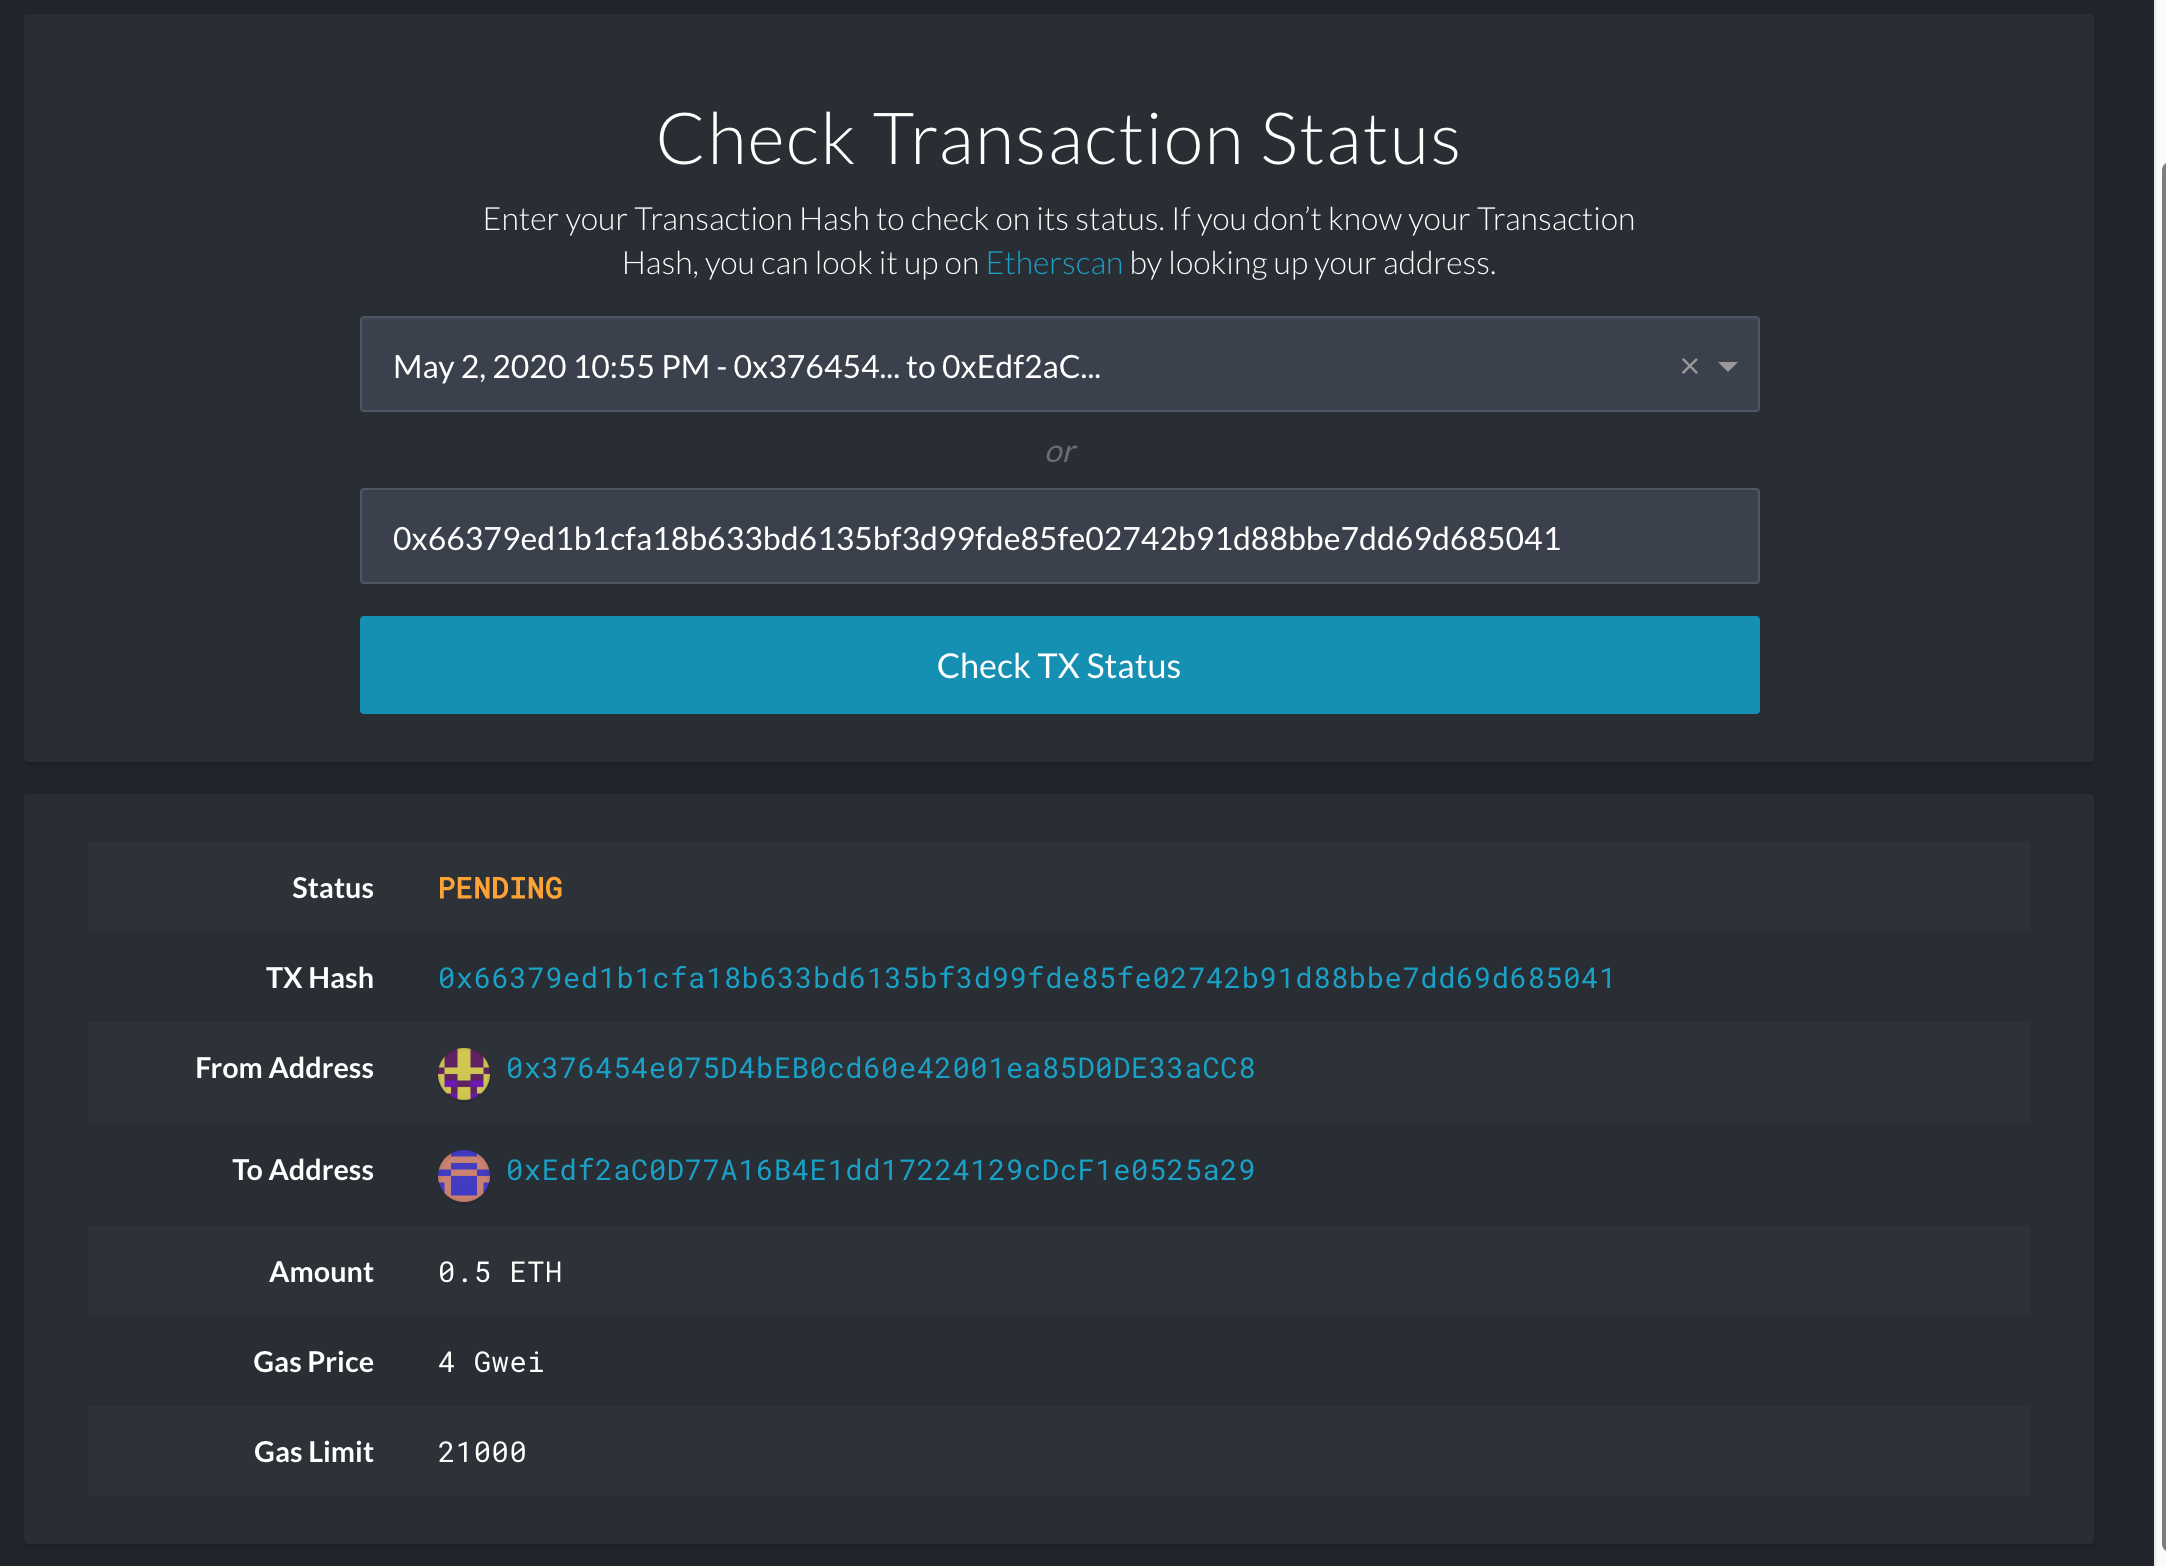 Check Transaction Status
Enter your Transaction Hash to check on its status. If you don’t know your Transaction
Hash, you can look it up on Etherscan by looking up your address.
May 2, 2020 10:55 PM - 0x376454... to 0xEdf2aC...
or
0x66379ed1b1cfa18b633bd6135bf3d99fde85fe02742b91d88bbe7dd69d685041
Check TX Status
Status PENDING
TX Hash 0x66379ed1b1cfa18b633bd6135bf3d99fde85fe02742b91d88bbe7dd69d685041
From Address 0x376454e075D4bEB0cd60e42001ea85D0DE33aCC8
To Address 0xEdf2aC0D77A16B4E1dd17224129cDcF1e0525a29
Amount 0.5 ETH
Gas Price 4 Gwei
Gas Limit 21000